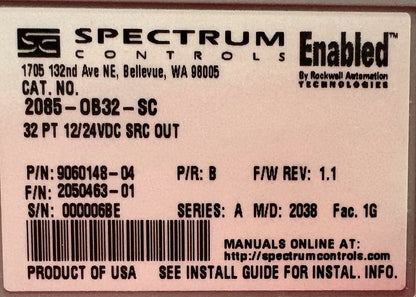 SC SPECTRUM CONTROLS Enabled™
By Rockwell Automation
TECHNOLOGIES
1705 132nd Ave NE, Bellevue, WA 98005
CAT. NO.
2085-OB32-SC
32 PT 12/24VDC SRC OUT
P/N: 9060148-04 P/R: B F/W REV: 1.1
F/N: 2050463-01
S/N: 000006BE SERIES: A M/D: 2038 Fac. 1G
MANUALS ONLINE AT:
http://spectrumcontrols.com
PRODUCT OF USA SEE INSTALL GUIDE FOR INSTAL. INFO.